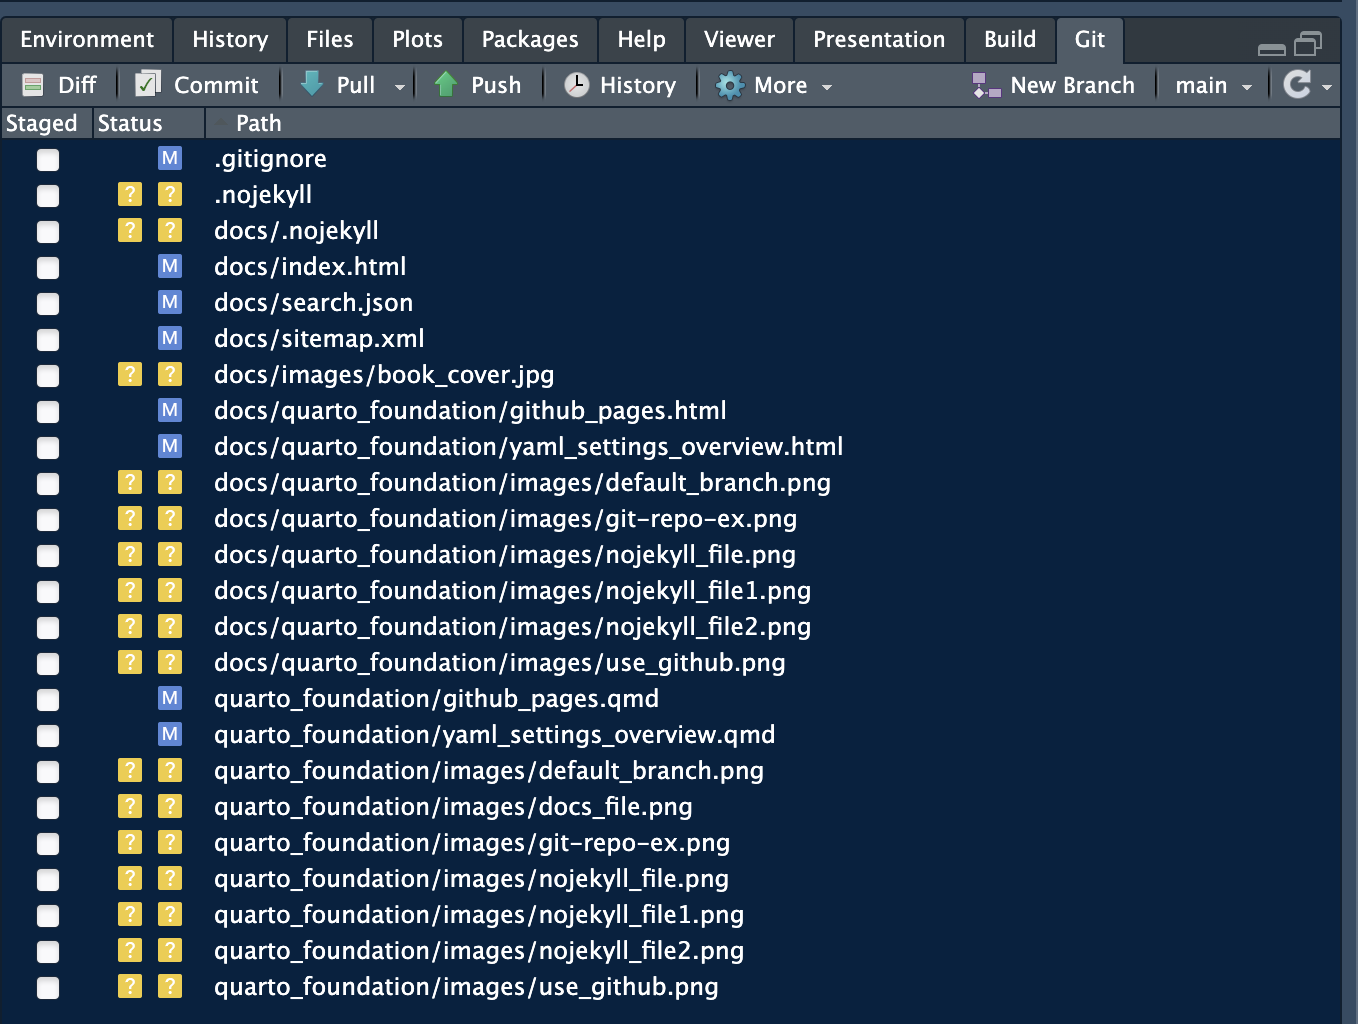 Environment History Files Plots Packages Help Viewer Presentation Build Git
Diff Commit Pull Push History More New Branch main
Staged Status Path
M .gitignore
? ? .nojekyll
? ? docs/.nojekyll
M docs/index.html
M docs/search.json
M docs/sitemap.xml
? ? docs/images/book_cover.jpg
M docs/quarto_foundation/github_pages.html
M docs/quarto_foundation/yaml_settings_overview.html
? ? docs/quarto_foundation/images/default_branch.png
? ? docs/quarto_foundation/images/git-repo-ex.png
? ? docs/quarto_foundation/images/nojekyll_file.png
? ? docs/quarto_foundation/images/nojekyll_file1.png
? ? docs/quarto_foundation/images/nojekyll_file2.png
? ? docs/quarto_foundation/images/use_github.png
M quarto_foundation/github_pages.qmd
M quarto_foundation/yaml_settings_overview.qmd
? ? quarto_foundation/images/default_branch.png
? ? quarto_foundation/images/docs_file.png
? ? quarto_foundation/images/git-repo-ex.png
? ? quarto_foundation/images/nojekyll_file.png
? ? quarto_foundation/images/nojekyll_file1.png
? ? quarto_foundation/images/nojekyll_file2.png
? ? quarto_foundation/images/use_github.png